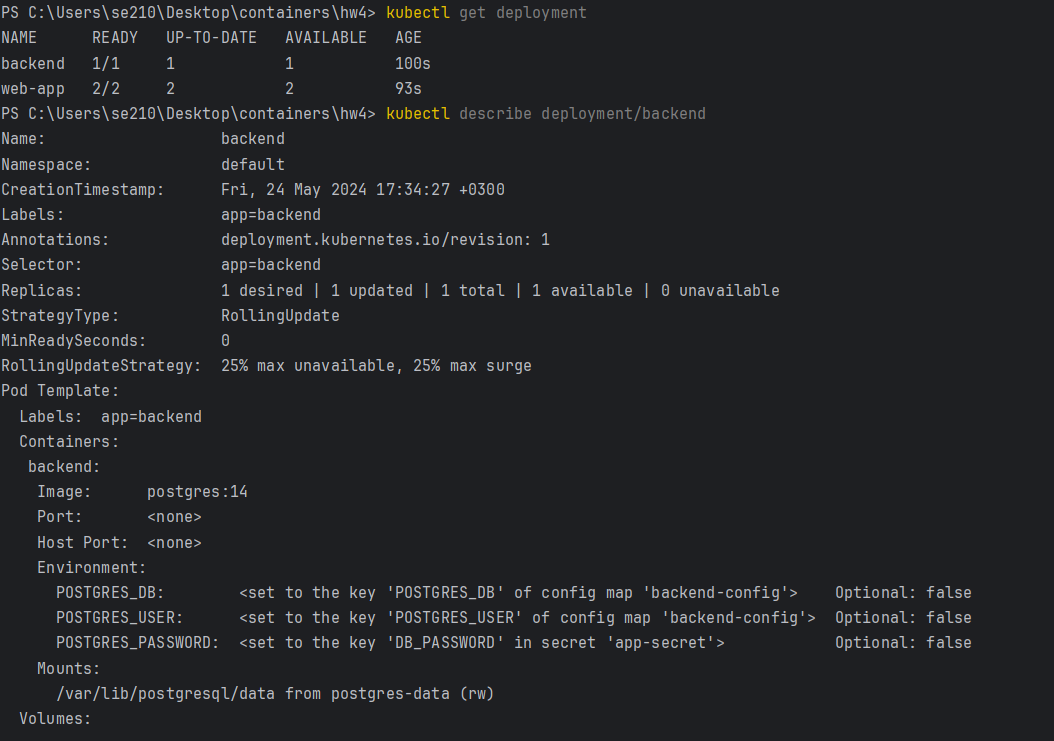 PS C:\Users\se210\Desktop\containers\hw4> kubectl get deployment
NAME      READY   UP-TO-DATE   AVAILABLE   AGE
backend   1/1     1            1           100s
web-app   2/2     2            2           93s
PS C:\Users\se210\Desktop\containers\hw4> kubectl describe deployment/backend
Name:                   backend
Namespace:              default
CreationTimestamp:      Fri, 24 May 2024 17:34:27 +0300
Labels:                 app=backend
Annotations:            deployment.kubernetes.io/revision: 1
Selector:               app=backend
Replicas:               1 desired | 1 updated | 1 total | 1 available | 0 unavailable
StrategyType:           RollingUpdate
MinReadySeconds:        0
RollingUpdateStrategy:  25% max unavailable, 25% max surge
Pod Template:
  Labels:  app=backend
  Containers:
   backend:
    Image:      postgres:14
    Port:       <none>
    Host Port:  <none>
    Environment:
      POSTGRES_DB:        <set to the key 'POSTGRES_DB' of config map 'backend-config'>    Optional: false
      POSTGRES_USER:      <set to the key 'POSTGRES_USER' of config map 'backend-config'>  Optional: false
      POSTGRES_PASSWORD:  <set to the key 'DB_PASSWORD' in secret 'app-secret'>            Optional: false
    Mounts:
      /var/lib/postgresql/data from postgres-data (rw)
  Volumes: